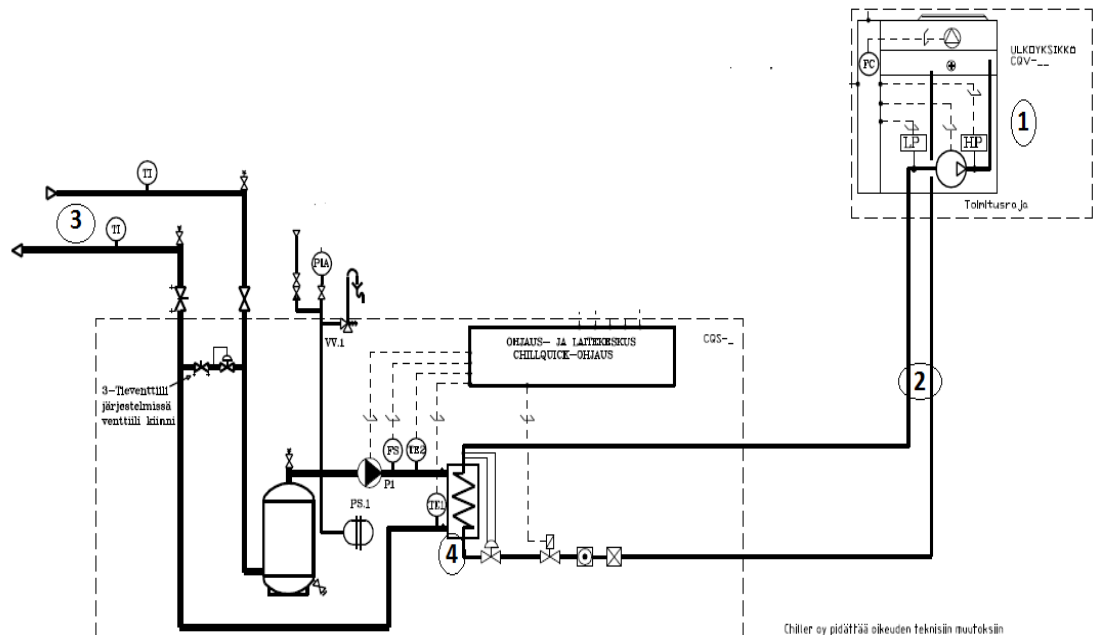 ULKOYKSIKKÖ
CQV-__
FC
1
LP
HP
Toimitusraja
TI
3
TI
PIA
VV.1
OHJAUS- JA LAITEKESKUS
CHILLQUICK-OHJAUS
CQS-_
2
3-Tieventtiili
järjestelmissä
venttiili kiinni
FS
TE2
P1
PS.1
TE1
4
Chiller oy pidättää oikeuden teknisiin muutoksiin